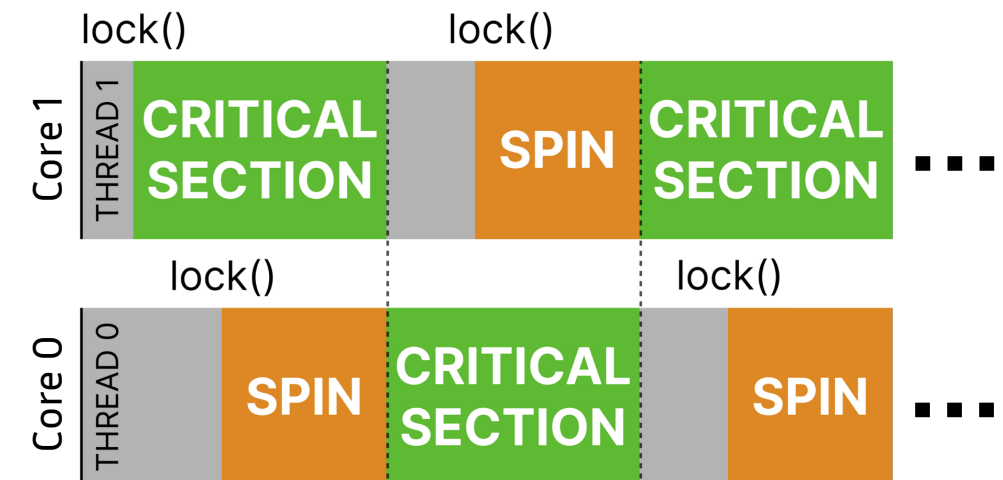 lock() lock()
Core 1
THREAD 1
CRITICAL
SECTION
SPIN
CRITICAL
SECTION
...
lock() lock()
Core 0
THREAD 0
SPIN
CRITICAL
SECTION
SPIN
...